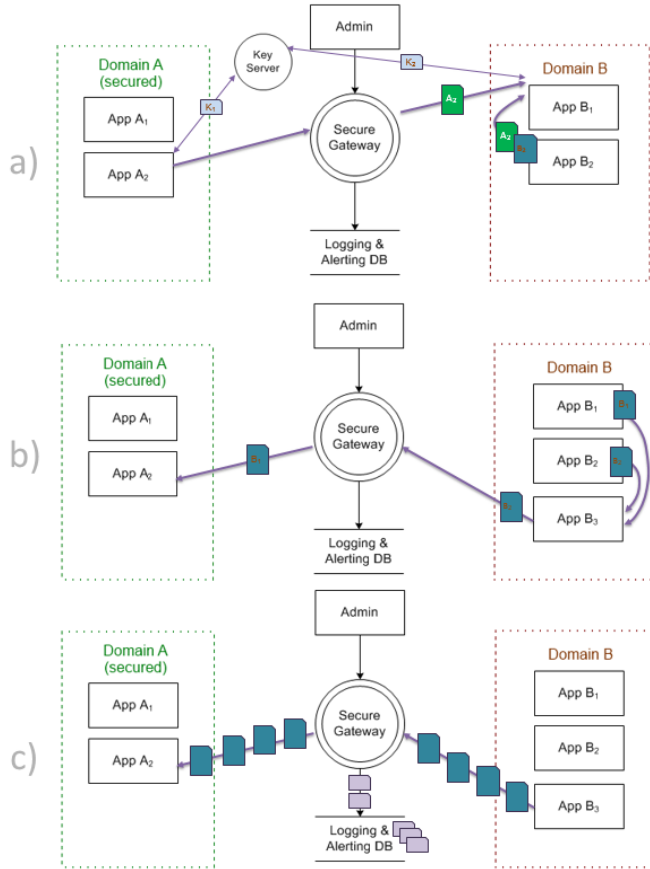 a)
Domain A
(secured)
App A₁
App A₂
Key
Server
K₁
K₂
Admin
Secure
Gateway
Logging &
Alerting DB
A₂
Domain B
App B₁
A₂
App B₂
b)
Domain A
(secured)
App A₁
App A₂
Admin
Secure
Gateway
Logging &
Alerting DB
Domain B
App B₁
App B₂
App B₃
c)
Domain A
(secured)
App A₁
App A₂
Admin
Secure
Gateway
Logging &
Alerting DB
Domain B
App B₁
App B₂
App B₃